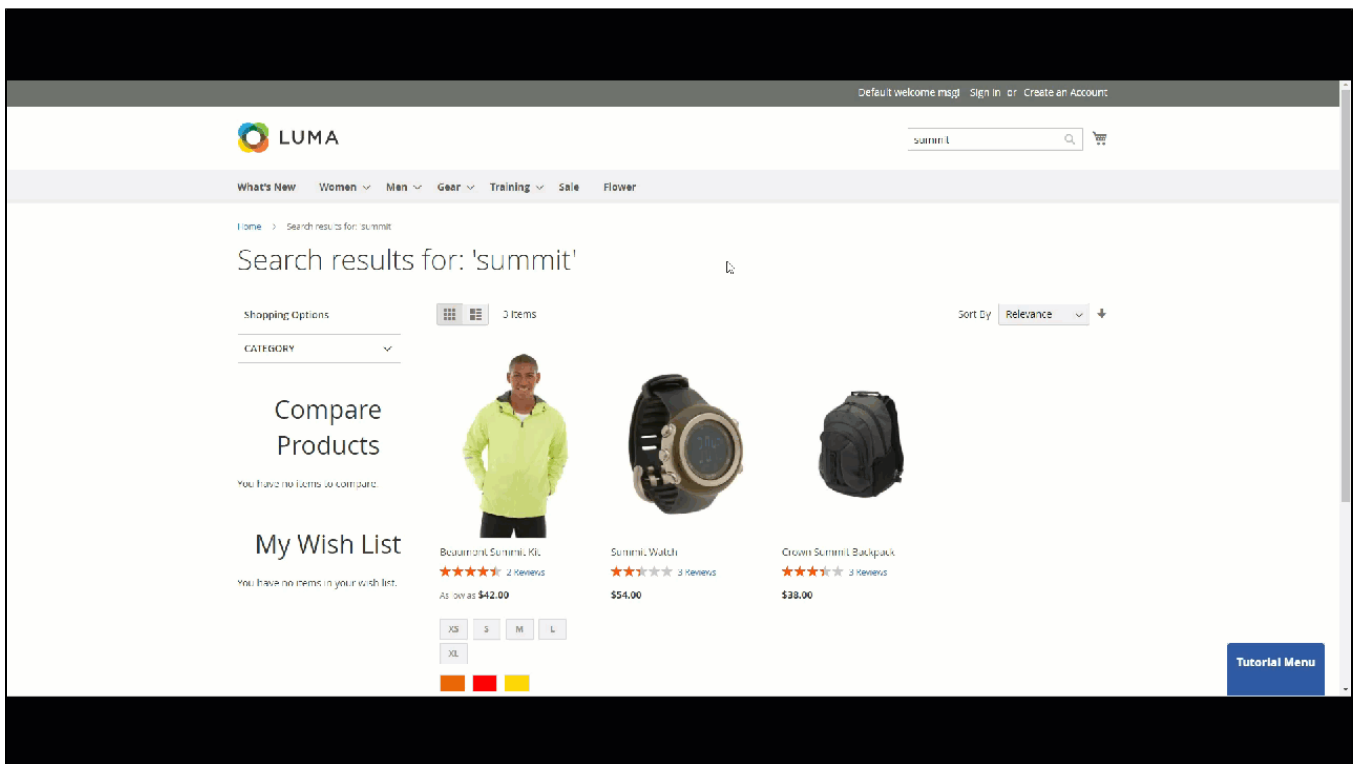 Default welcome msg! Sign In or Create an Account
LUMA
summit
What's New Women Men Gear Training Sale Flower
Home > Search results for: 'summit'
Search results for: 'summit'
Shopping Options
3 Items
Sort By Relevance
CATEGORY
Compare
Products
You have no items to compare.
My Wish List
You have no items in your wish list.
Beaumont Summit Kit
2 Reviews
As low as $42.00
XS S M L
XL
Summit Watch
3 Reviews
$54.00
Crown Summit Backpack
3 Reviews
$38.00
Tutorial Menu